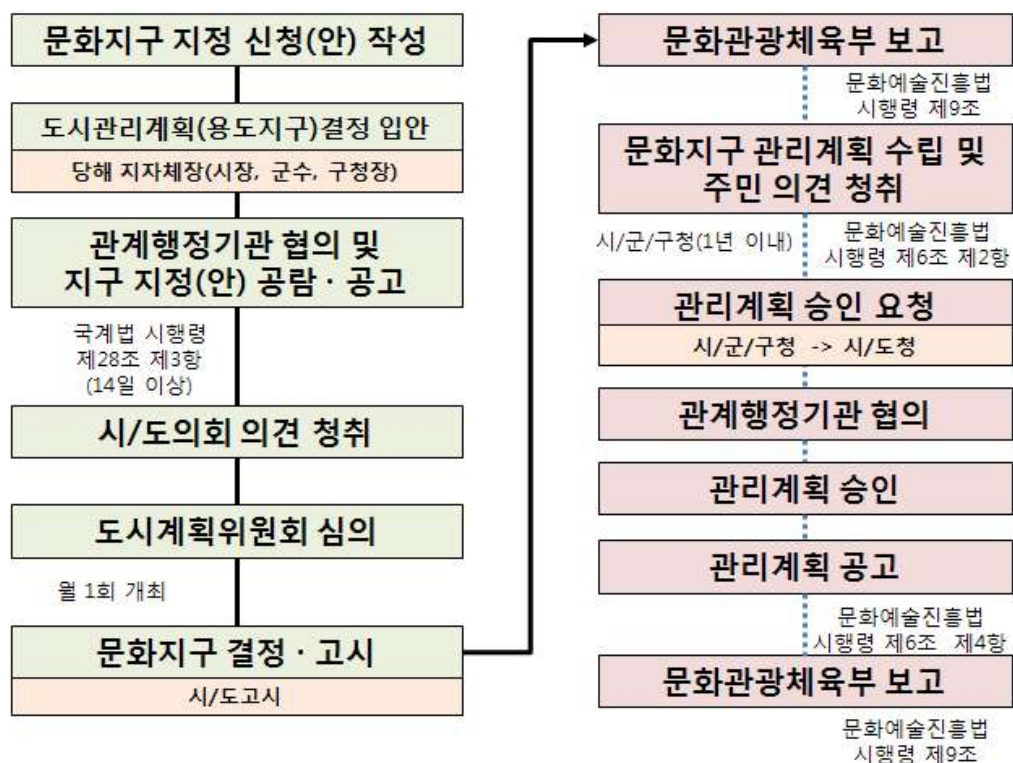 문화지구 지정 신청(안) 작성
도시관리계획(용도지구)결정 입안
당해 지자체장(시장, 군수, 구청장)
관계행정기관 협의 및
지구 지정(안) 공람 · 공고
국계법 시행령
제28조 제3항
(14일 이상)
시/도의회 의견 청취
도시계획위원회 심의
월 1회 개최
문화지구 결정 · 고시
시/도고시
문화관광체육부 보고
문화예술진흥법
시행령 제9조
문화지구 관리계획 수립 및
주민 의견 청취
시/군/구청(1년 이내)
문화예술진흥법
시행령 제6조 제2항
관리계획 승인 요청
시/군/구청 -> 시/도청
관계행정기관 협의
관리계획 승인
관리계획 공고
문화예술진흥법
시행령 제6조 제4항
문화관광체육부 보고
문화예술진흥법
시행령 제9조